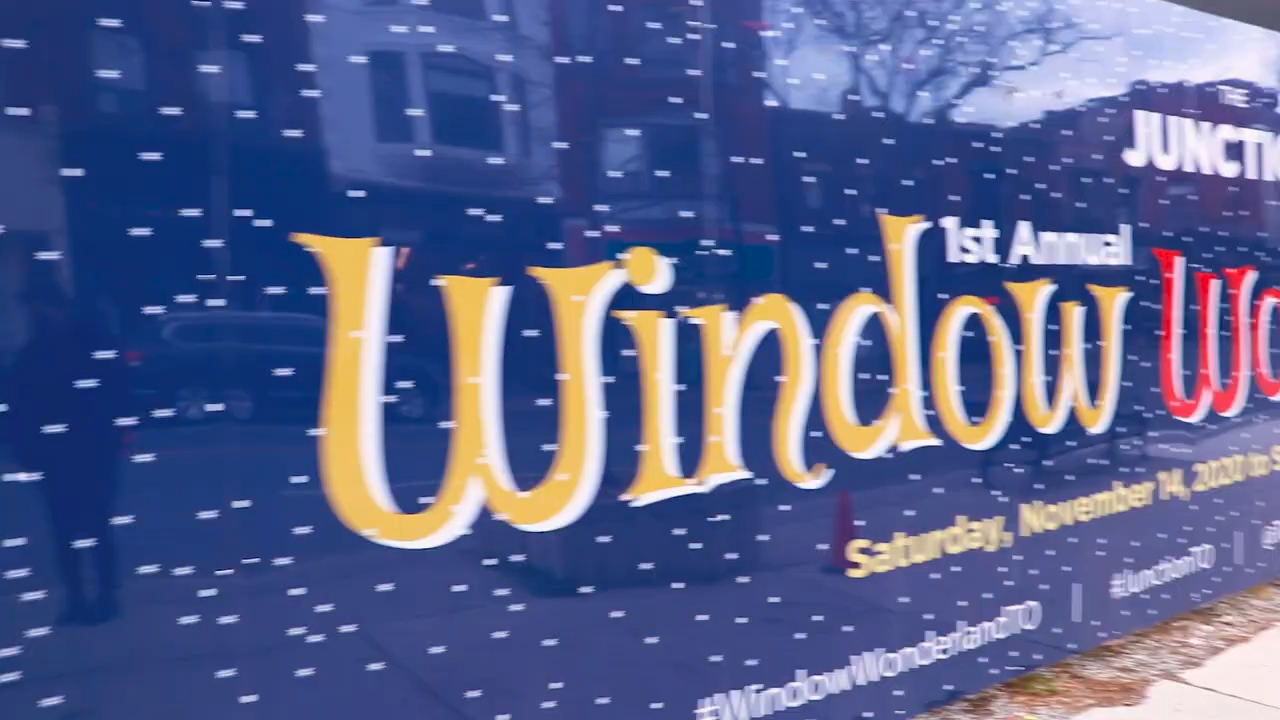 THE
JUNCTI
1st Annual
Window Wo
Saturday, November 14, 2020 to S
#WindowWonderlandTO | #JunctionTO | @